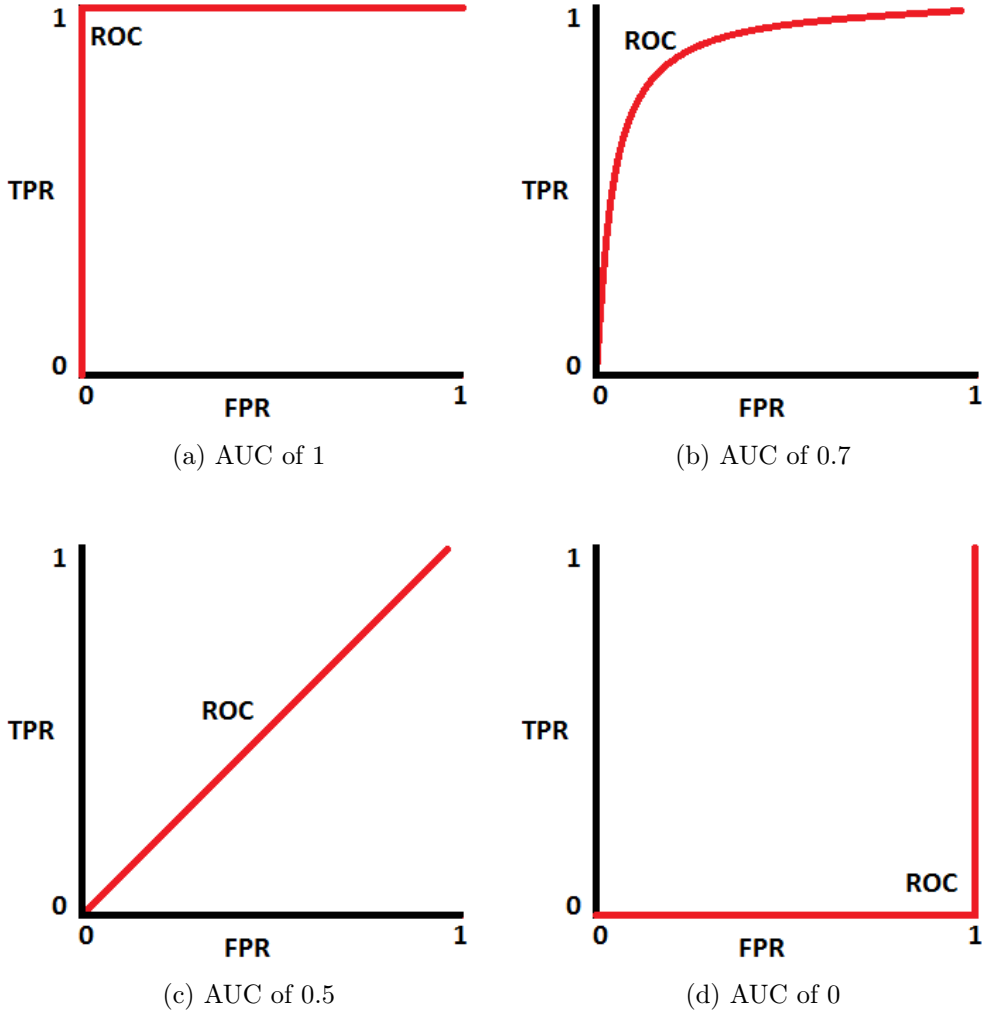 1
ROC
TPR
0
0
FPR
1
(a) AUC of 1
1
ROC
TPR
0
0
FPR
1
(b) AUC of 0.7
1
ROC
TPR
0
0
FPR
1
(c) AUC of 0.5
1
TPR
ROC
0
0
FPR
1
(d) AUC of 0